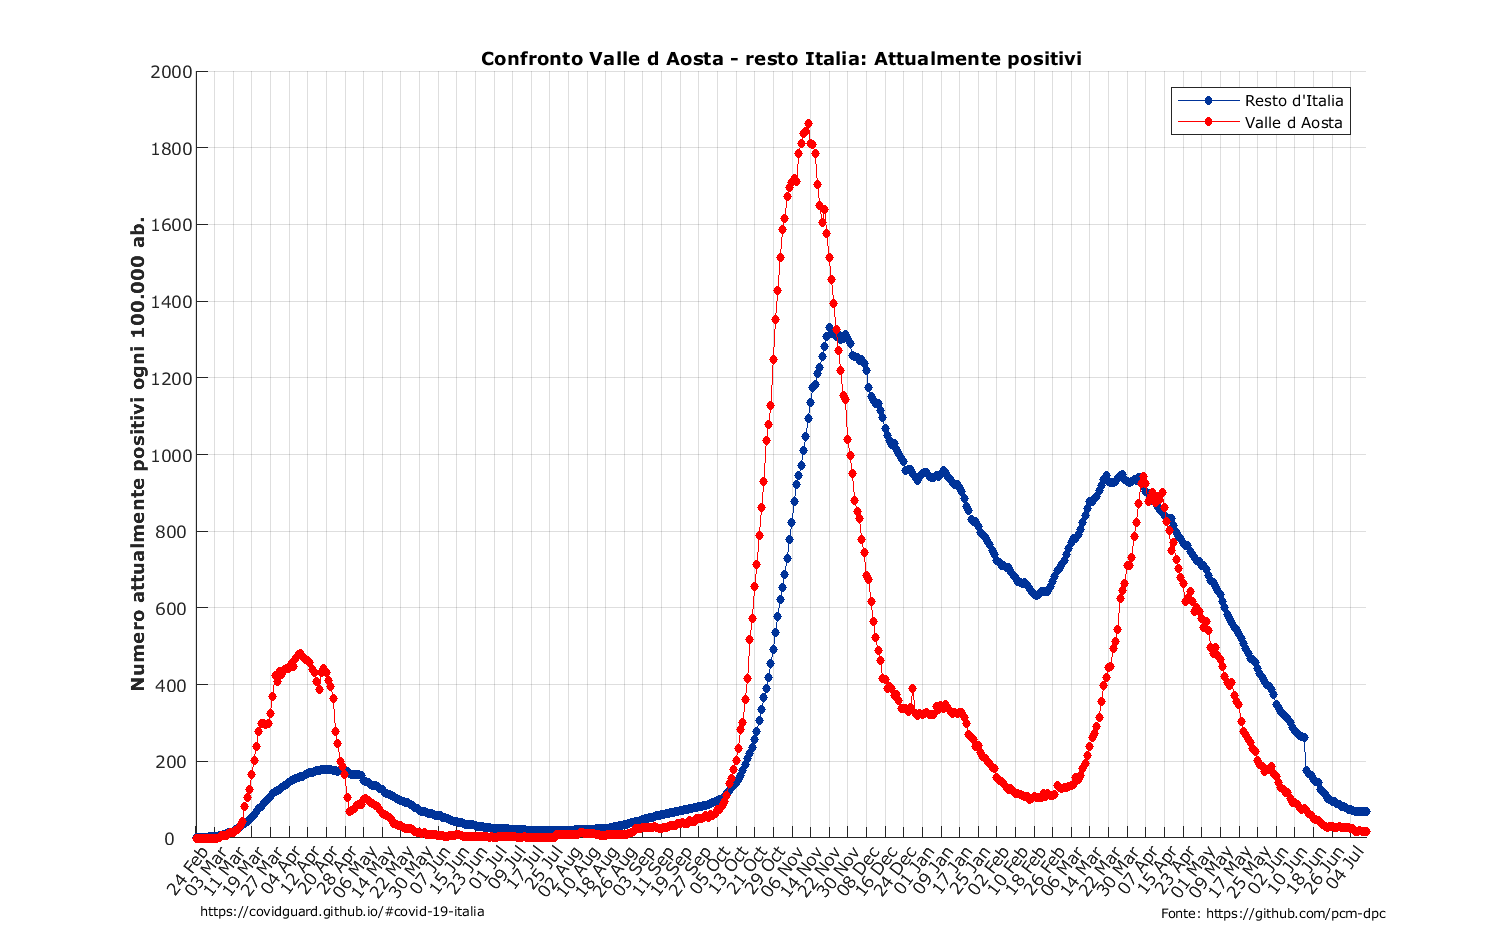 Confronto Valle d Aosta - resto Italia: Attualmente positivi
Numero attualmente positivi ogni 100.000 ab.
2000
1800
1600
1400
1200
1000
800
600
400
200
0
Resto d'Italia
Valle d Aosta
24 Feb
03 Mar
11 Mar
19 Mar
27 Mar
04 Apr
12 Apr
20 Apr
28 Apr
06 May
14 May
22 May
30 May
07 Jun
15 Jun
23 Jun
01 Jul
09 Jul
17 Jul
25 Jul
02 Aug
10 Aug
18 Aug
26 Aug
03 Sep
11 Sep
19 Sep
27 Sep
05 Oct
13 Oct
21 Oct
29 Oct
06 Nov
14 Nov
22 Nov
30 Nov
08 Dec
16 Dec
24 Dec
01 Jan
09 Jan
17 Jan
25 Jan
02 Feb
10 Feb
18 Feb
26 Feb
06 Mar
14 Mar
22 Mar
30 Mar
07 Apr
15 Apr
23 Apr
01 May
09 May
17 May
25 May
02 Jun
10 Jun
18 Jun
26 Jun
04 Jul
https://covidguard.github.io/#covid-19-italia
Fonte: https://github.com/pcm-dpc